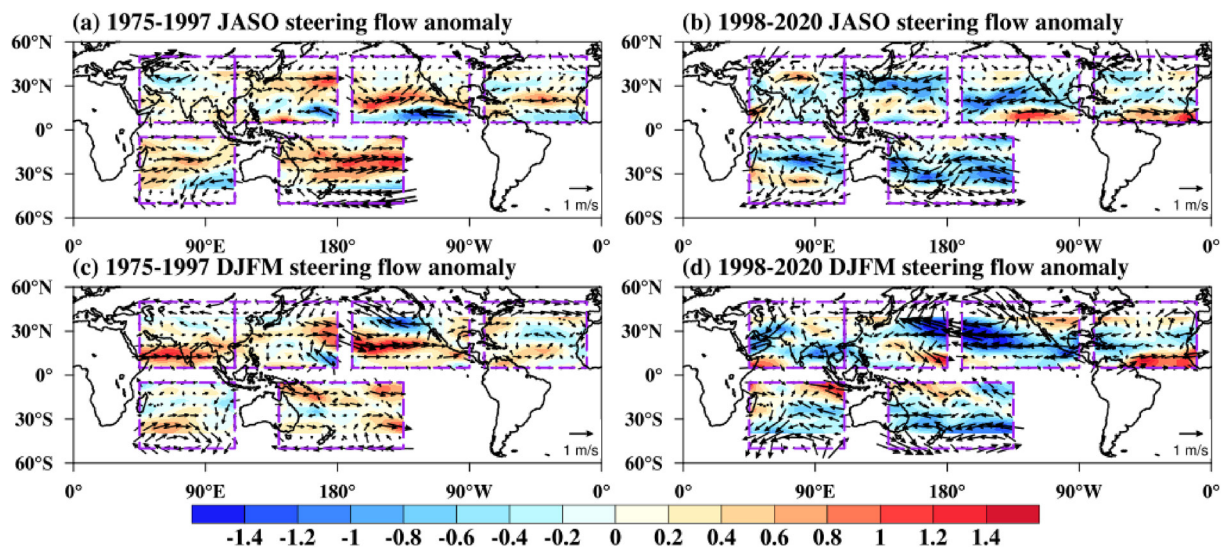 (a) 1975-1997 JASO steering flow anomaly
(b) 1998-2020 JASO steering flow anomaly
60°N 60°N
30°N 30°N
0° 0°
30°S 30°S
60°S 60°S
1 m/s 1 m/s
0° 90°E 180° 90°W 0° 0° 90°E 180° 90°W 0°
(c) 1975-1997 DJFM steering flow anomaly
(d) 1998-2020 DJFM steering flow anomaly
60°N 60°N
30°N 30°N
0° 0°
30°S 30°S
60°S 60°S
1 m/s 1 m/s
0° 90°E 180° 90°W 0° 0° 90°E 180° 90°W 0°
-1.4 -1.2 -1 -0.8 -0.6 -0.4 -0.2 0 0.2 0.4 0.6 0.8 1 1.2 1.4